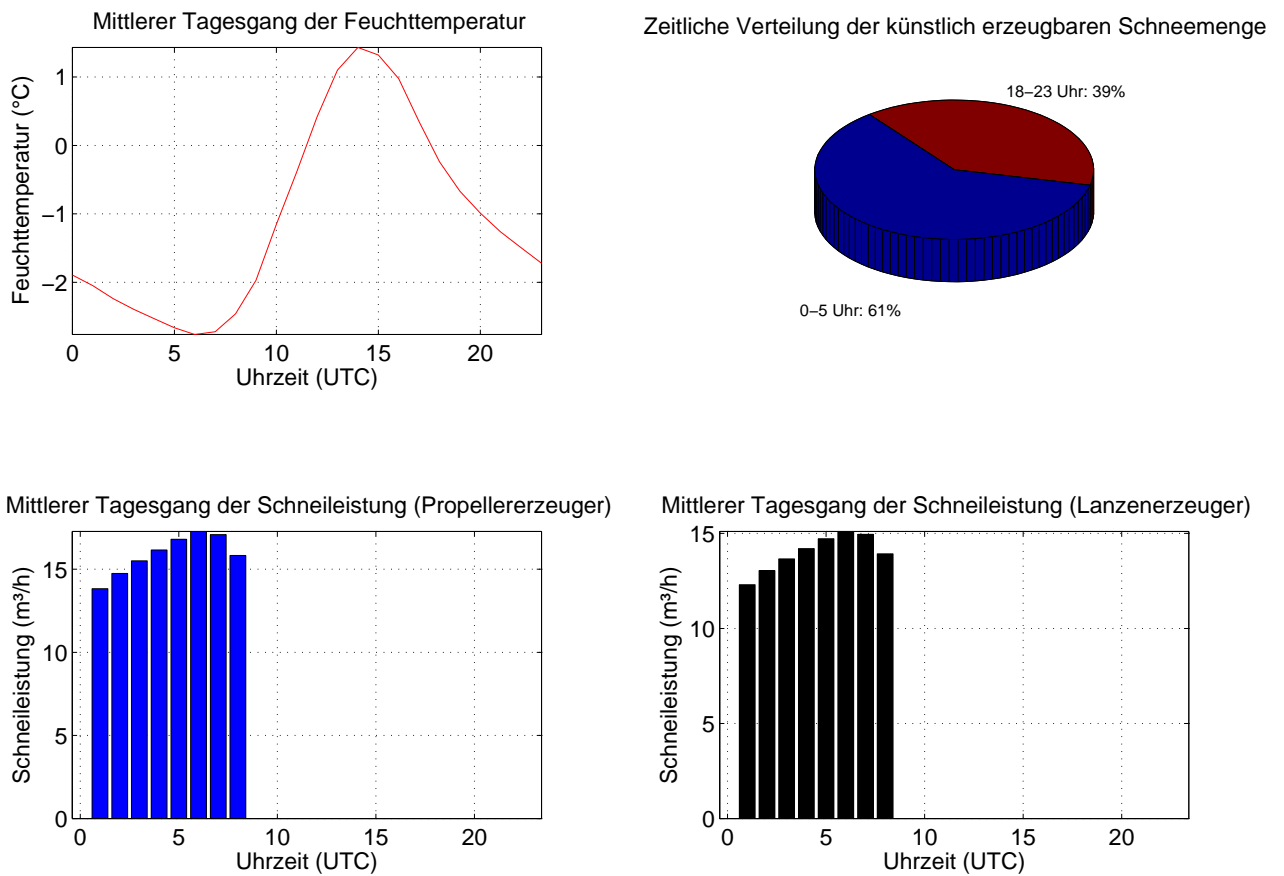 Mittlerer Tagesgang der Feuchttemperatur
Feuchttemperatur (°C)
1
0
−1
−2
0 5 10 15 20
Uhrzeit (UTC)
Zeitliche Verteilung der künstlich erzeugbaren Schneemenge
18−23 Uhr: 39%
0−5 Uhr: 61%
Mittlerer Tagesgang der Schneileistung (Propellererzeuger)
Schneileistung (m³/h)
15
10
5
0
0 5 10 15 20
Uhrzeit (UTC)
Mittlerer Tagesgang der Schneileistung (Lanzenerzeuger)
Schneileistung (m³/h)
15
10
5
0
0 5 10 15 20
Uhrzeit (UTC)